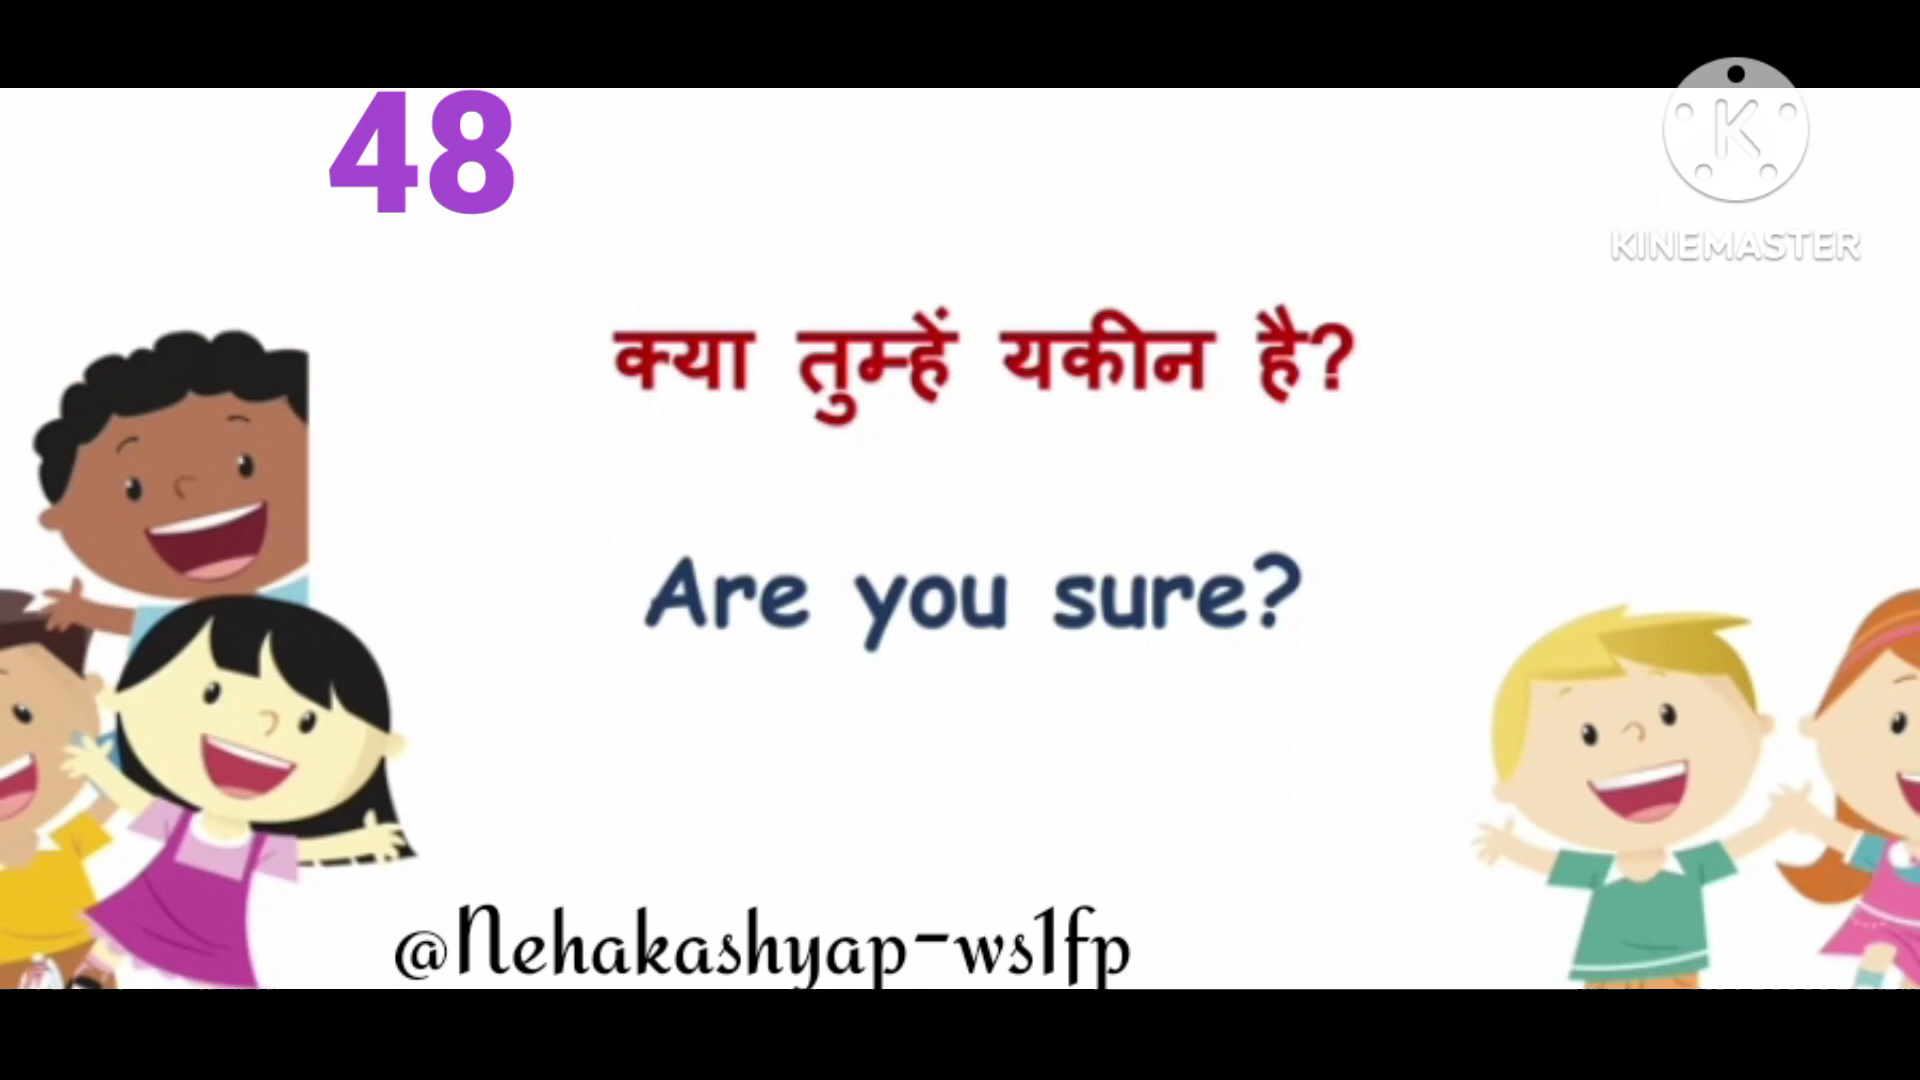 48
KINEMASTER
क्या तुम्हें यकीन है?
Are you sure?
@Nehakashyap-ws1fp